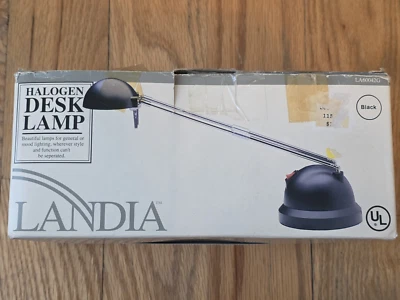 HALOGEN
DESK
LAMP
Beautiful lamps for general or
mood lighting, wherever style
and function can't
be separated.
Black
LANDIA™
UL